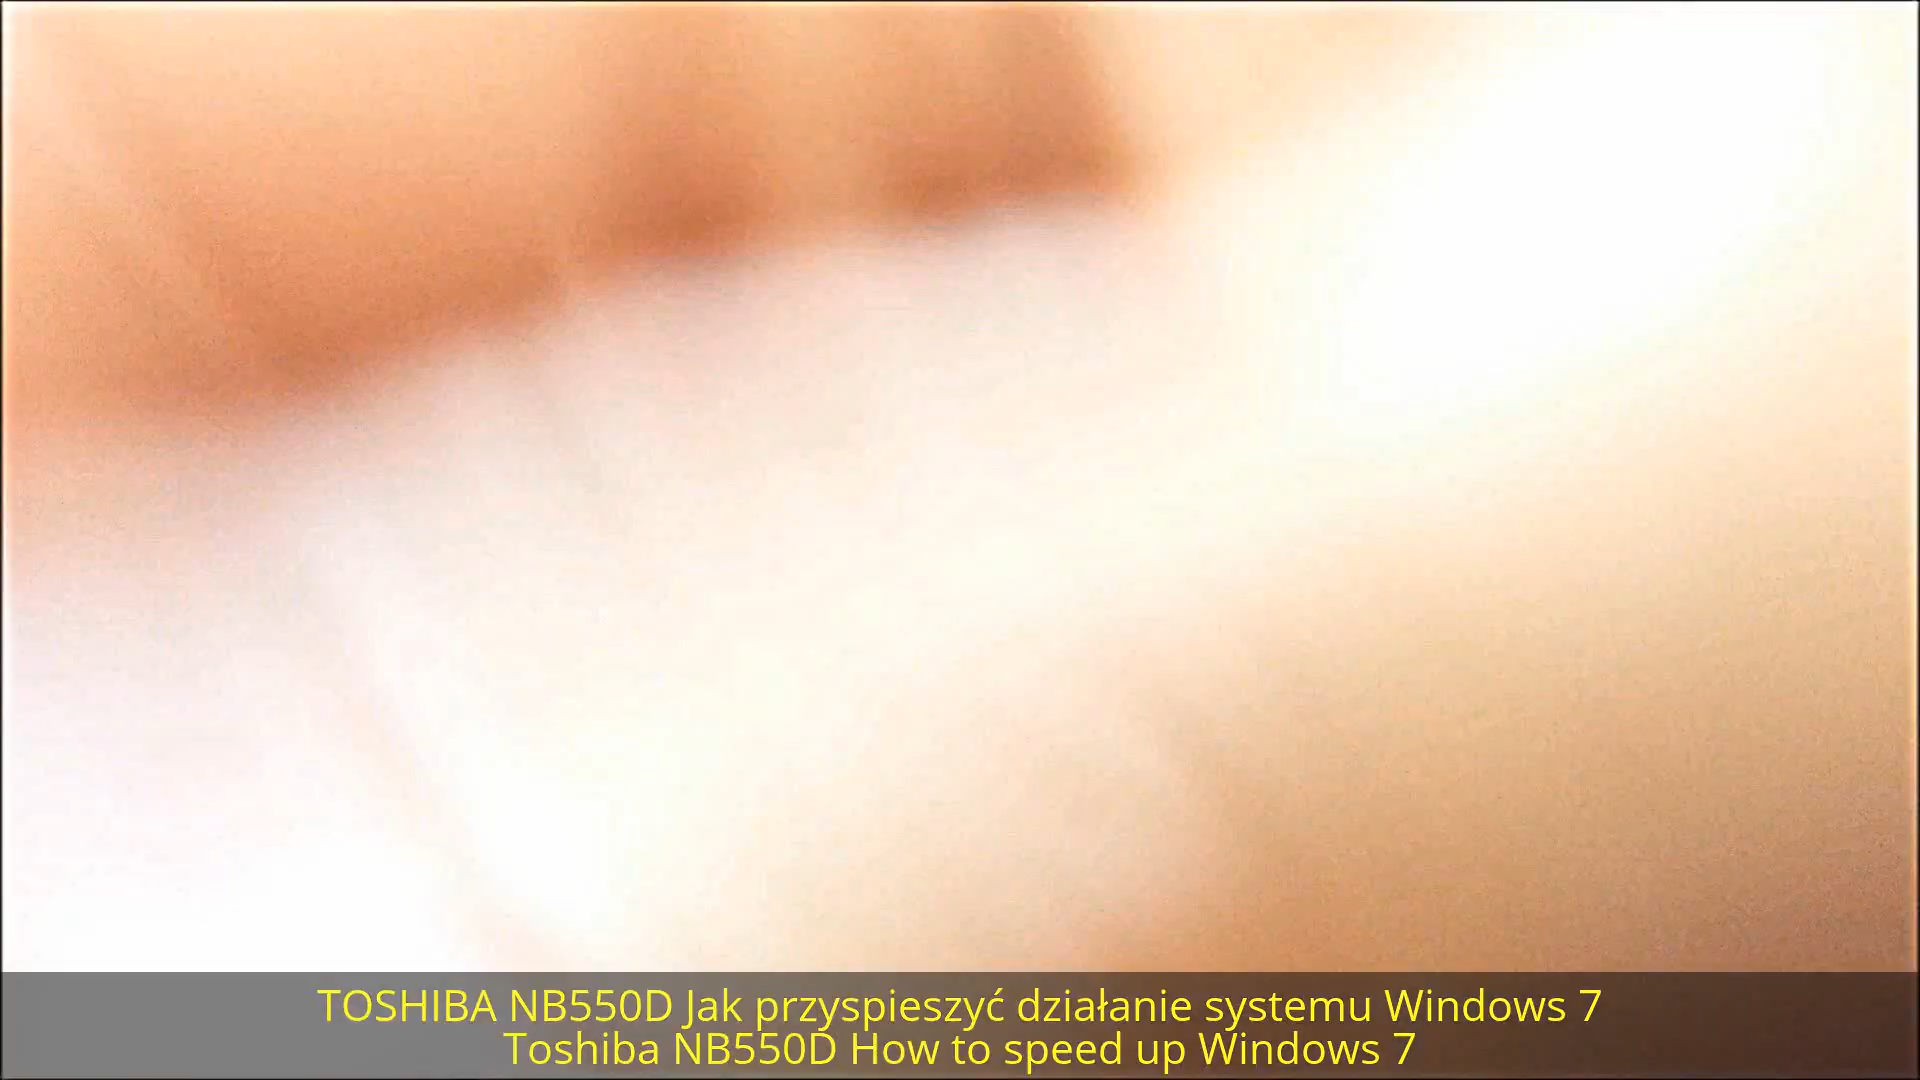 TOSHIBA NB550D Jak przyspieszyć działanie systemu Windows 7
Toshiba NB550D How to speed up Windows 7